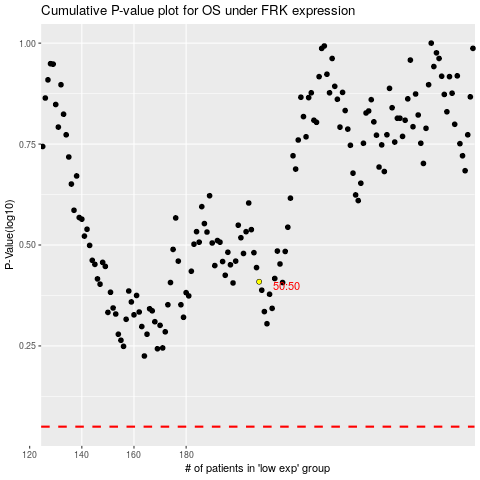 Cumulative P-value plot for OS under FRK expression
P-Value(log10)
1.00
0.75
0.50
0.25
50:50
120 140 160 180
# of patients in 'low exp' group